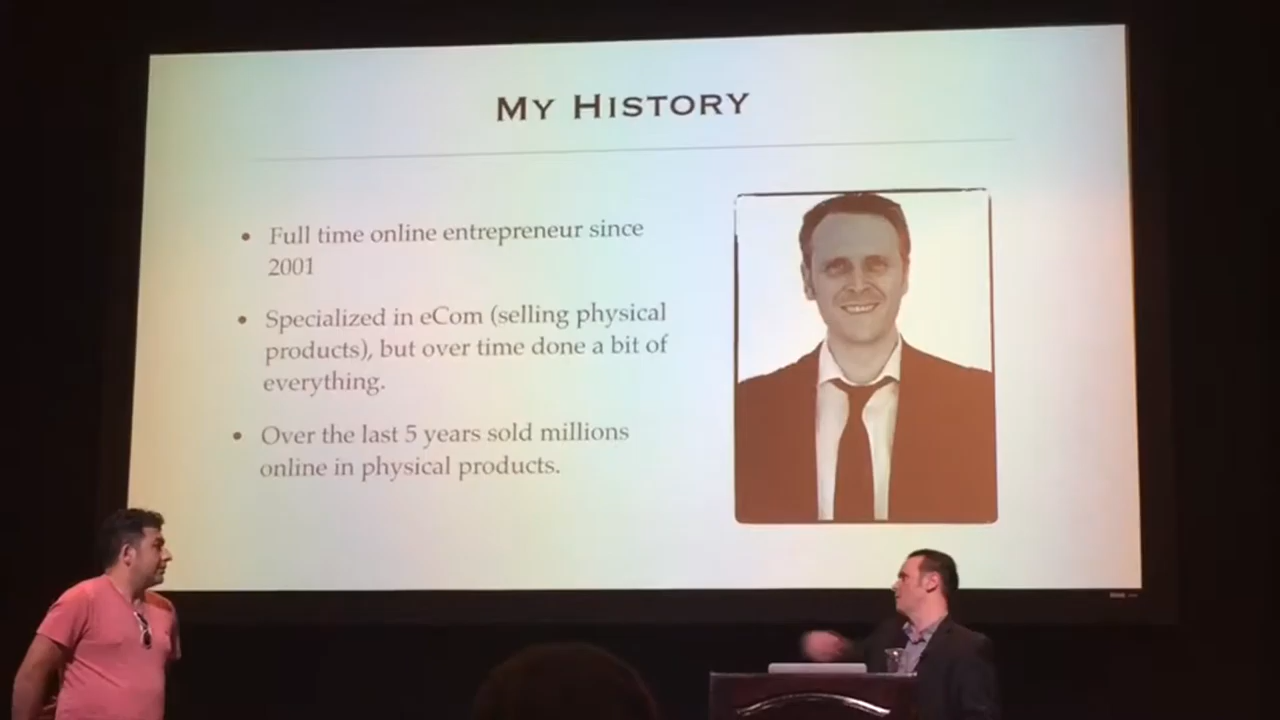 My History
• Full time online entrepreneur since
2001
• Specialized in eCom (selling physical
products), but over time done a bit of
everything.
• Over the last 5 years sold millions
online in physical products.